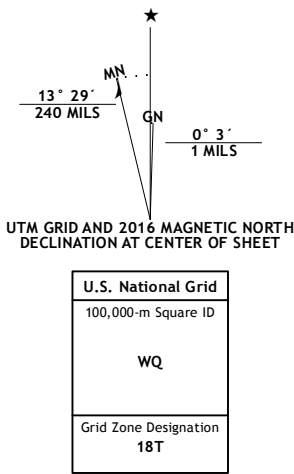 ★
MN
GN
13° 29´
240 MILS
0° 3´
1 MILS
UTM GRID AND 2016 MAGNETIC NORTH
DECLINATION AT CENTER OF SHEET
U.S. National Grid
100,000-m Square ID
WQ
Grid Zone Designation
18T